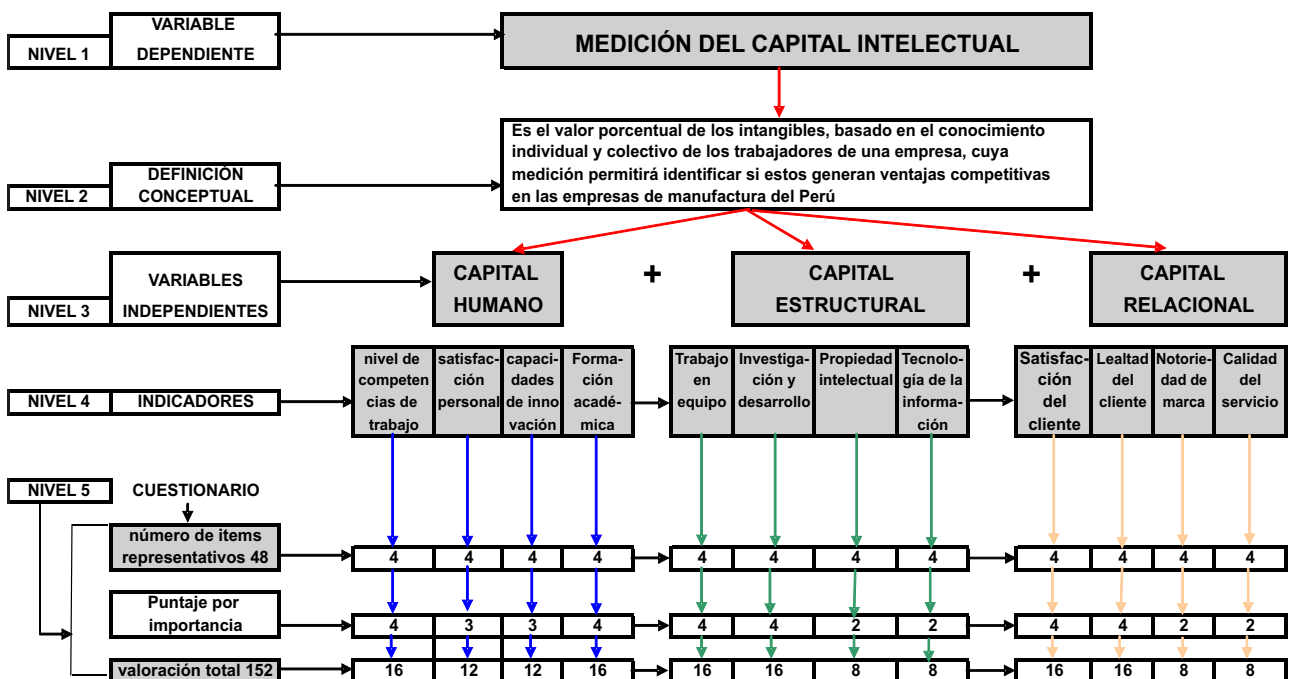 NIVEL 1
VARIABLE
DEPENDIENTE
MEDICIÓN DEL CAPITAL INTELECTUAL
NIVEL 2
DEFINICIÓN
CONCEPTUAL
Es el valor porcentual de los intangibles, basado en el conocimiento
individual y colectivo de los trabajadores de una empresa, cuya
medición permitirá identificar si estos generan ventajas competitivas
en las empresas de manufactura del Perú
NIVEL 3
VARIABLES
INDEPENDIENTES
CAPITAL
HUMANO
+
CAPITAL
ESTRUCTURAL
+
CAPITAL
RELACIONAL
NIVEL 4
INDICADORES
nivel de
competen
cias de
trabajo
satisfac-
ción
personal
capaci-
dades
de inno
vación
Forma-
ción
acadé-
mica
Trabajo
en
equipo
Investiga-
ción y
desarrollo
Propiedad
intelectual
Tecnolo-
gía de la
informa-
ción
Satisfac-
ción
del
cliente
Lealtad
del
cliente
Notorie-
dad de
marca
Calidad
del
servicio
NIVEL 5
CUESTIONARIO
número de items
representativos 48
4 4 4 4 4 4 4 4 4 4 4 4
Puntaje por
importancia
4 3 3 4 4 4 2 2 4 4 2 2
valoración total 152
16 12 12 16 16 16 8 8 16 16 8 8